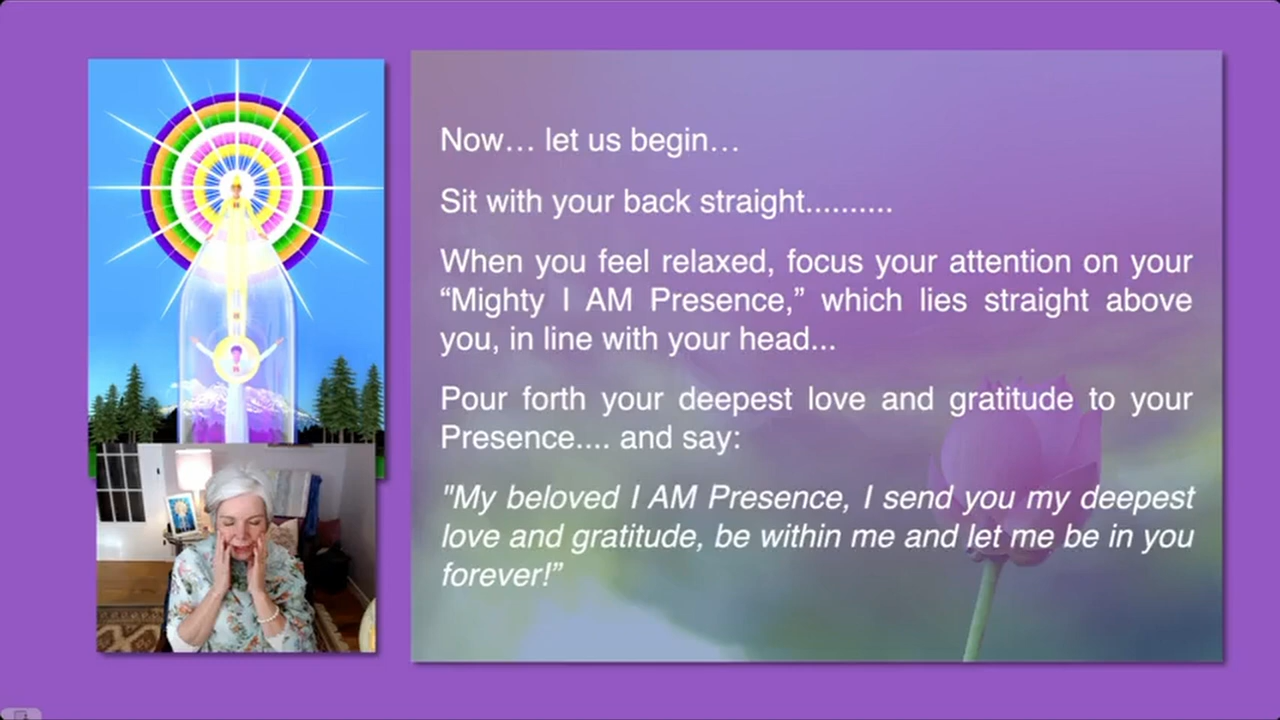 Now… let us begin…
Sit with your back straight..........
When you feel relaxed, focus your attention on your
“Mighty I AM Presence,” which lies straight above
you, in line with your head...
Pour forth your deepest love and gratitude to your
Presence.... and say:
"My beloved I AM Presence, I send you my deepest
love and gratitude, be within me and let me be in you
forever!”